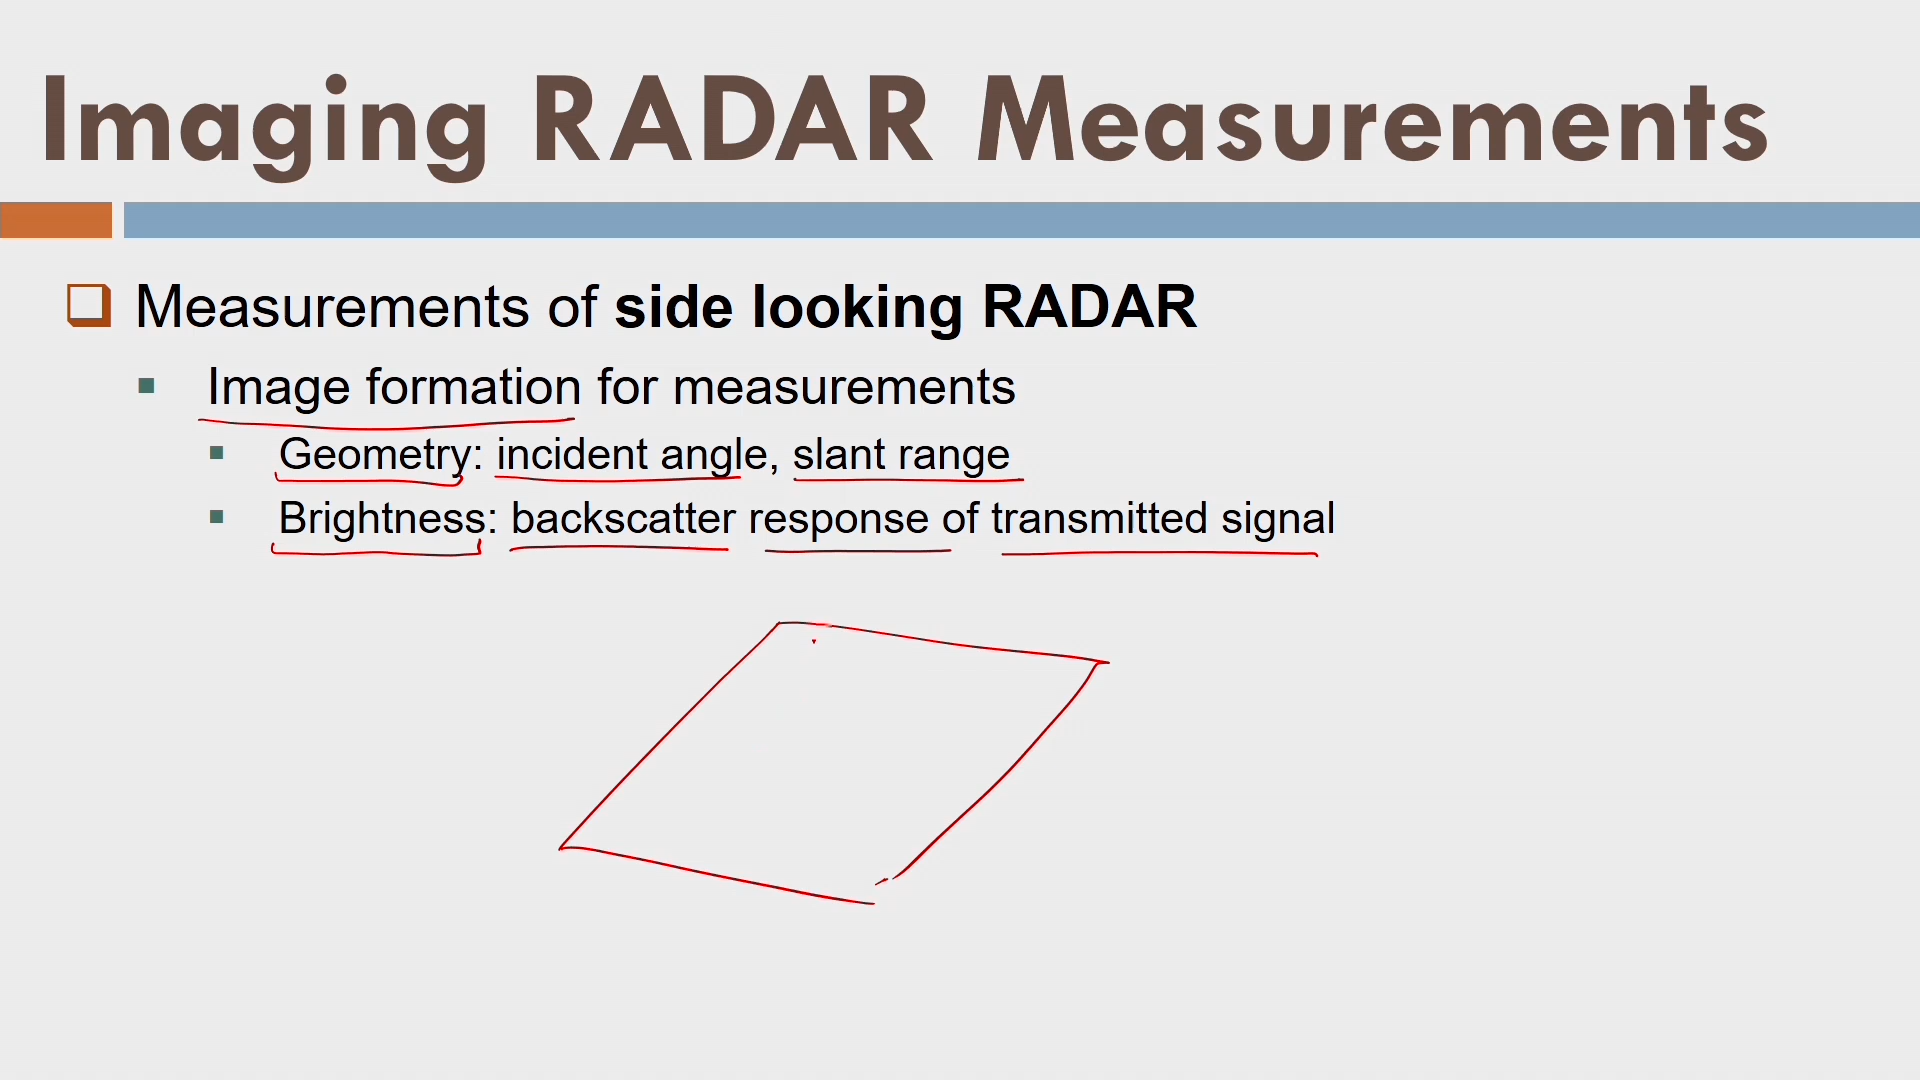 Imaging RADAR Measurements
Measurements of side looking RADAR
Image formation for measurements
Geometry: incident angle, slant range
Brightness: backscatter response of transmitted signal